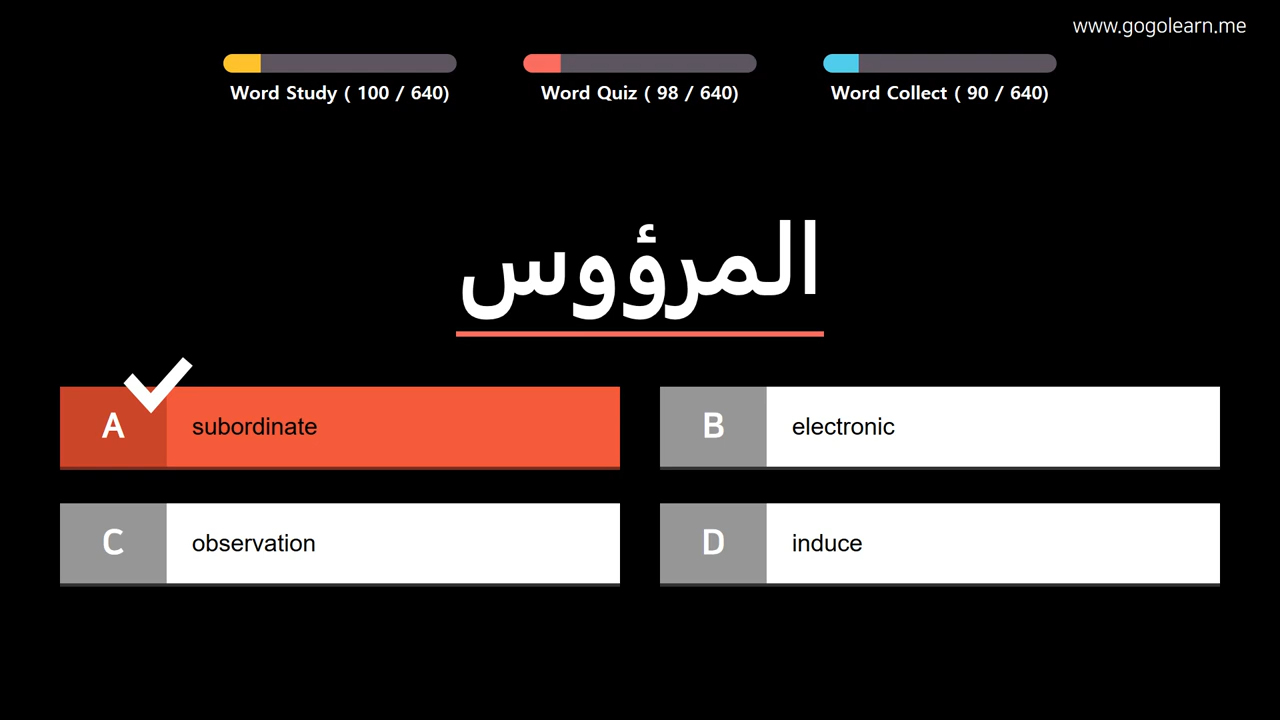 www.gogolearn.me
Word Study ( 100 / 640)
Word Quiz ( 98 / 640)
Word Collect ( 90 / 640)
المرؤوس
A subordinate
B electronic
C observation
D induce